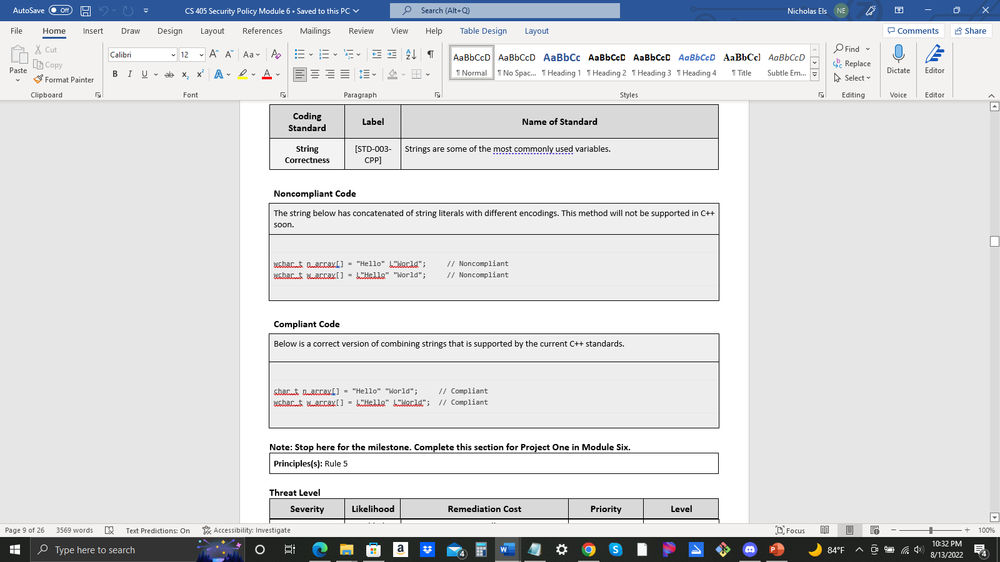 AutoSave Off CS 405 Security Policy Module 6 • Saved to this PC Search (Alt+Q) Nicholas Els NE
File Home Insert Draw Design Layout References Mailings Review View Help Table Design Layout Comments Share
Paste Cut Copy Format Painter
Calibri 12 Aa
AaBbCcD AaBbCcD AaBbCc AaBbCcD AaBbCcD AaBbCcD AaBbCcI AaBbCcD
¶ Normal ¶ No Spac... ¶ Heading 1 ¶ Heading 2 ¶ Heading 3 ¶ Heading 4 ¶ Title Subtle Em...
Find Replace Select Dictate Editor
Clipboard Font Paragraph Styles Editing Voice Editor
Coding Standard Label Name of Standard
String Correctness [STD-003-CPP] Strings are some of the most commonly used variables.
Noncompliant Code
The string below has concatenated of string literals with different encodings. This method will not be supported in C++
soon.
wchar_t n_array[] = "Hello" L"World"; // Noncompliant
wchar_t w_array[] = L"Hello" "World"; // Noncompliant
Compliant Code
Below is a correct version of combining strings that is supported by the current C++ standards.
char_t n_array[] = "Hello" "World"; // Compliant
wchar_t w_array[] = L"Hello" L"World"; // Compliant
Note: Stop here for the milestone. Complete this section for Project One in Module Six.
Principles(s): Rule 5
Threat Level
Severity Likelihood Remediation Cost Priority Level
Page 9 of 26 3569 words Text Predictions: On Accessibility: Investigate Focus 100%
Type here to search 4 84°F 10:32 PM
8/13/2022 4